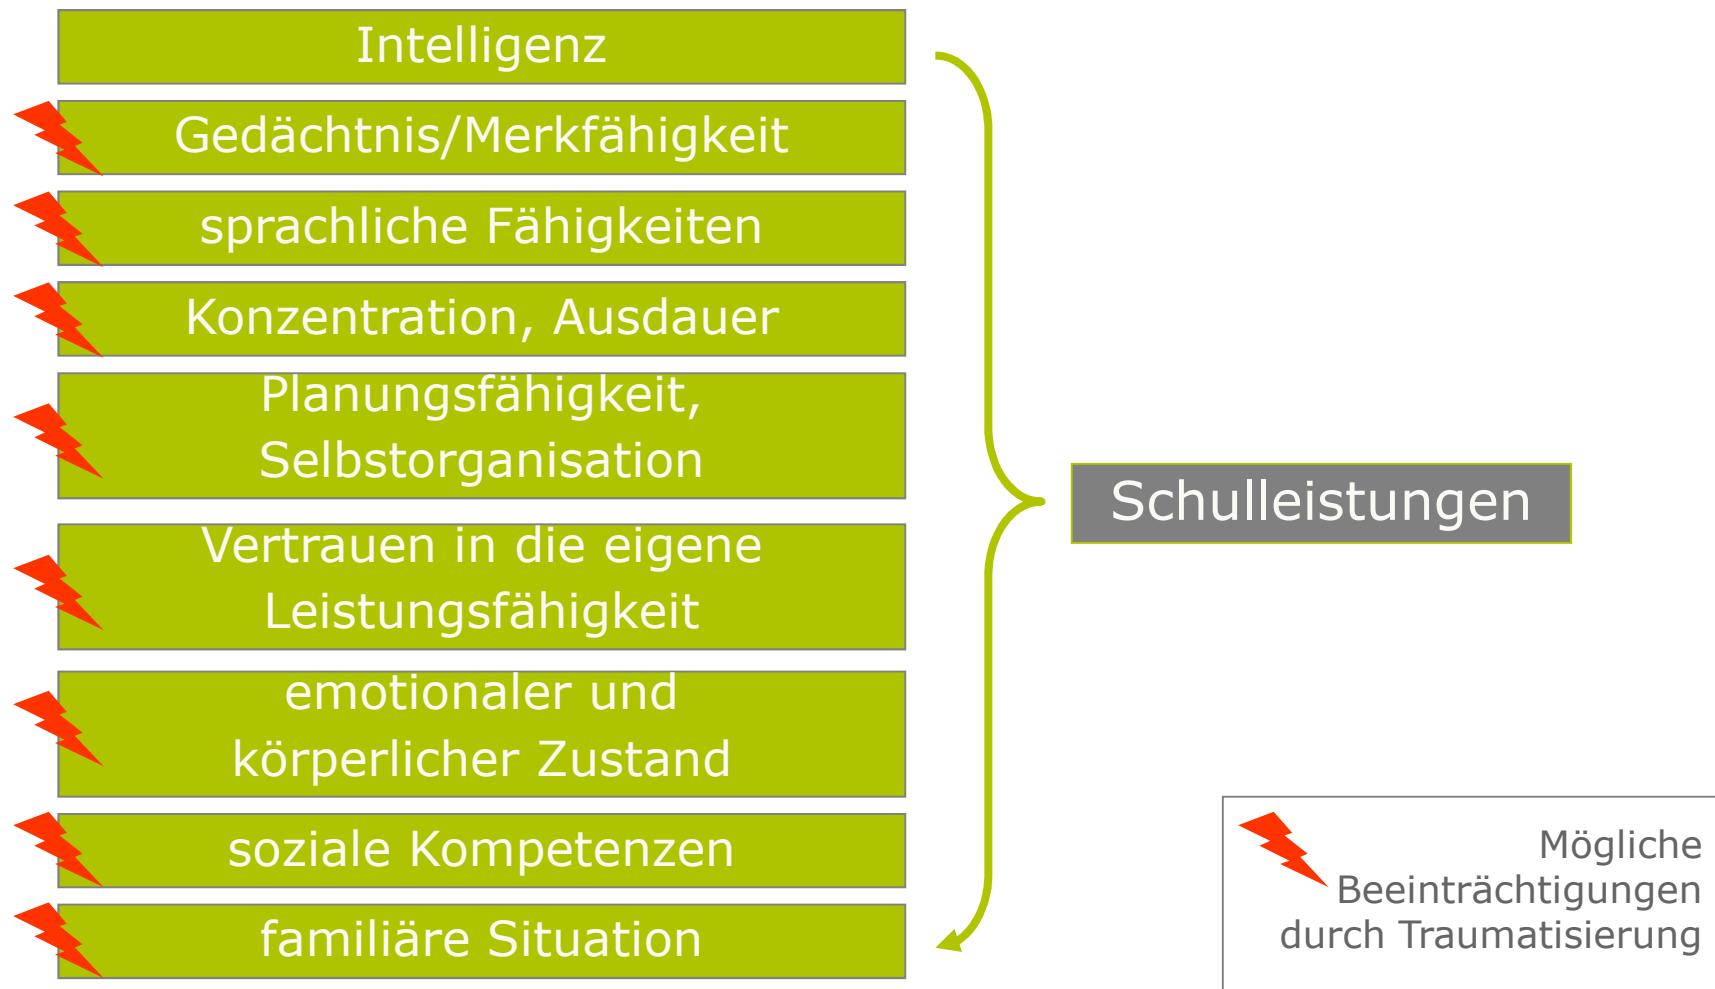 Intelligenz
Gedächtnis/Merkfähigkeit
sprachliche Fähigkeiten
Konzentration, Ausdauer
Planungsfähigkeit,
Selbstorganisation
Vertrauen in die eigene
Leistungsfähigkeit
emotionaler und
körperlicher Zustand
soziale Kompetenzen
familiäre Situation
Schulleistungen
Mögliche
Beeinträchtigungen
durch Traumatisierung